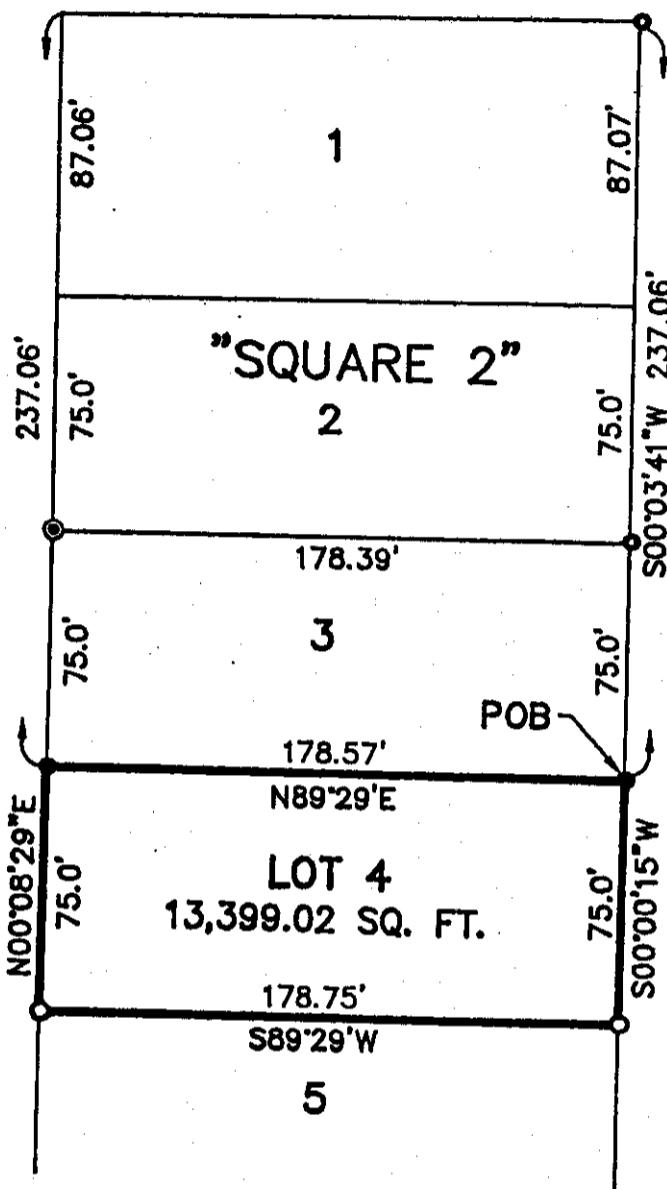 87.06'
1
87.07'
237.06'
75.0'
"SQUARE 2"
2
75.0'
S00°03'41"W 237.06'
178.39'
75.0'
3
75.0'
POB
178.57'
N89°29'E
N00°08'29"E
75.0'
LOT 4
13,399.02 SQ. FT.
75.0'
S00°00'15"W
178.75'
S89°29'W
5